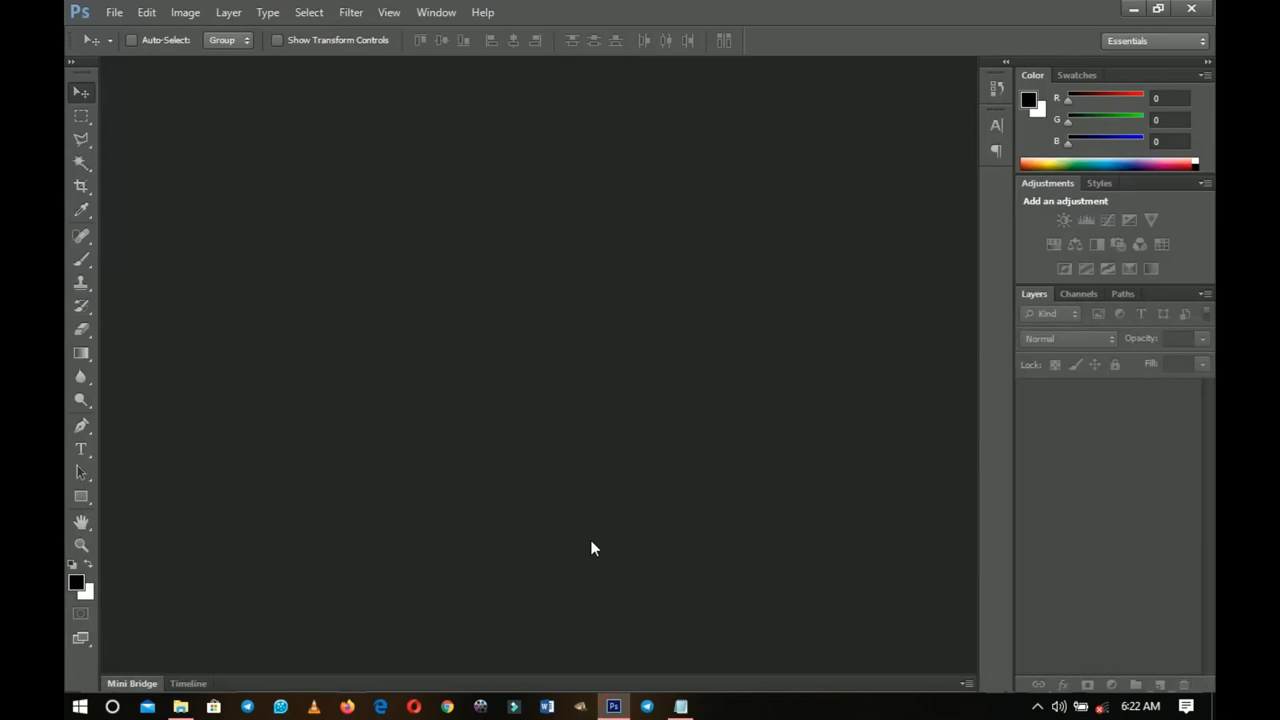 Ps File Edit Image Layer Type Select Filter View Window Help
Auto-Select: Group Show Transform Controls Essentials
Color Swatches
R 0
G 0
B 0
Adjustments Styles
Add an adjustment
Layers Channels Paths
Kind
Normal Opacity:
Lock: Fill:
Mini Bridge Timeline
6:22 AM